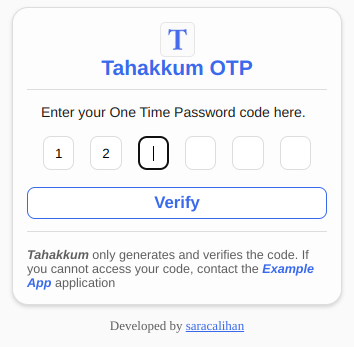 T
Tahakkum OTP
Enter your One Time Password code here.
1 2
Verify
Tahakkum only generates and verifies the code. If
you cannot access your code, contact the Example
App application
Developed by saracalihan